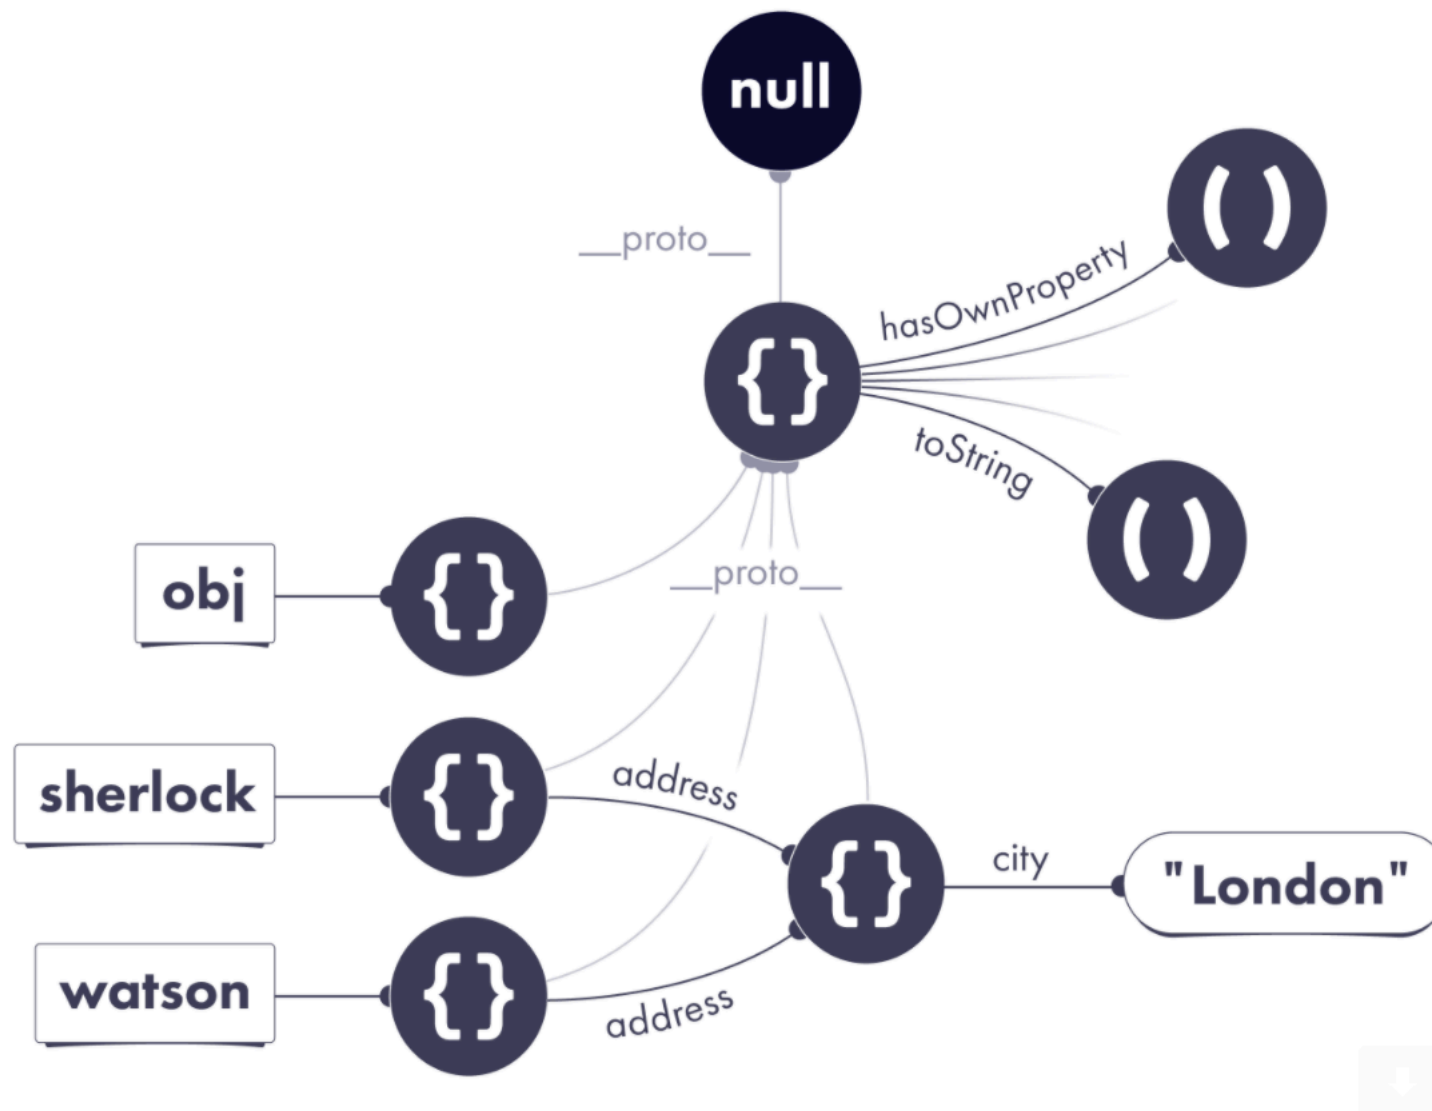 null
__proto__
hasOwnProperty
( )
{ }
toString
( )
__proto__
obj
{ }
sherlock
{ }
address
{ }
city
"London"
watson
{ }
address